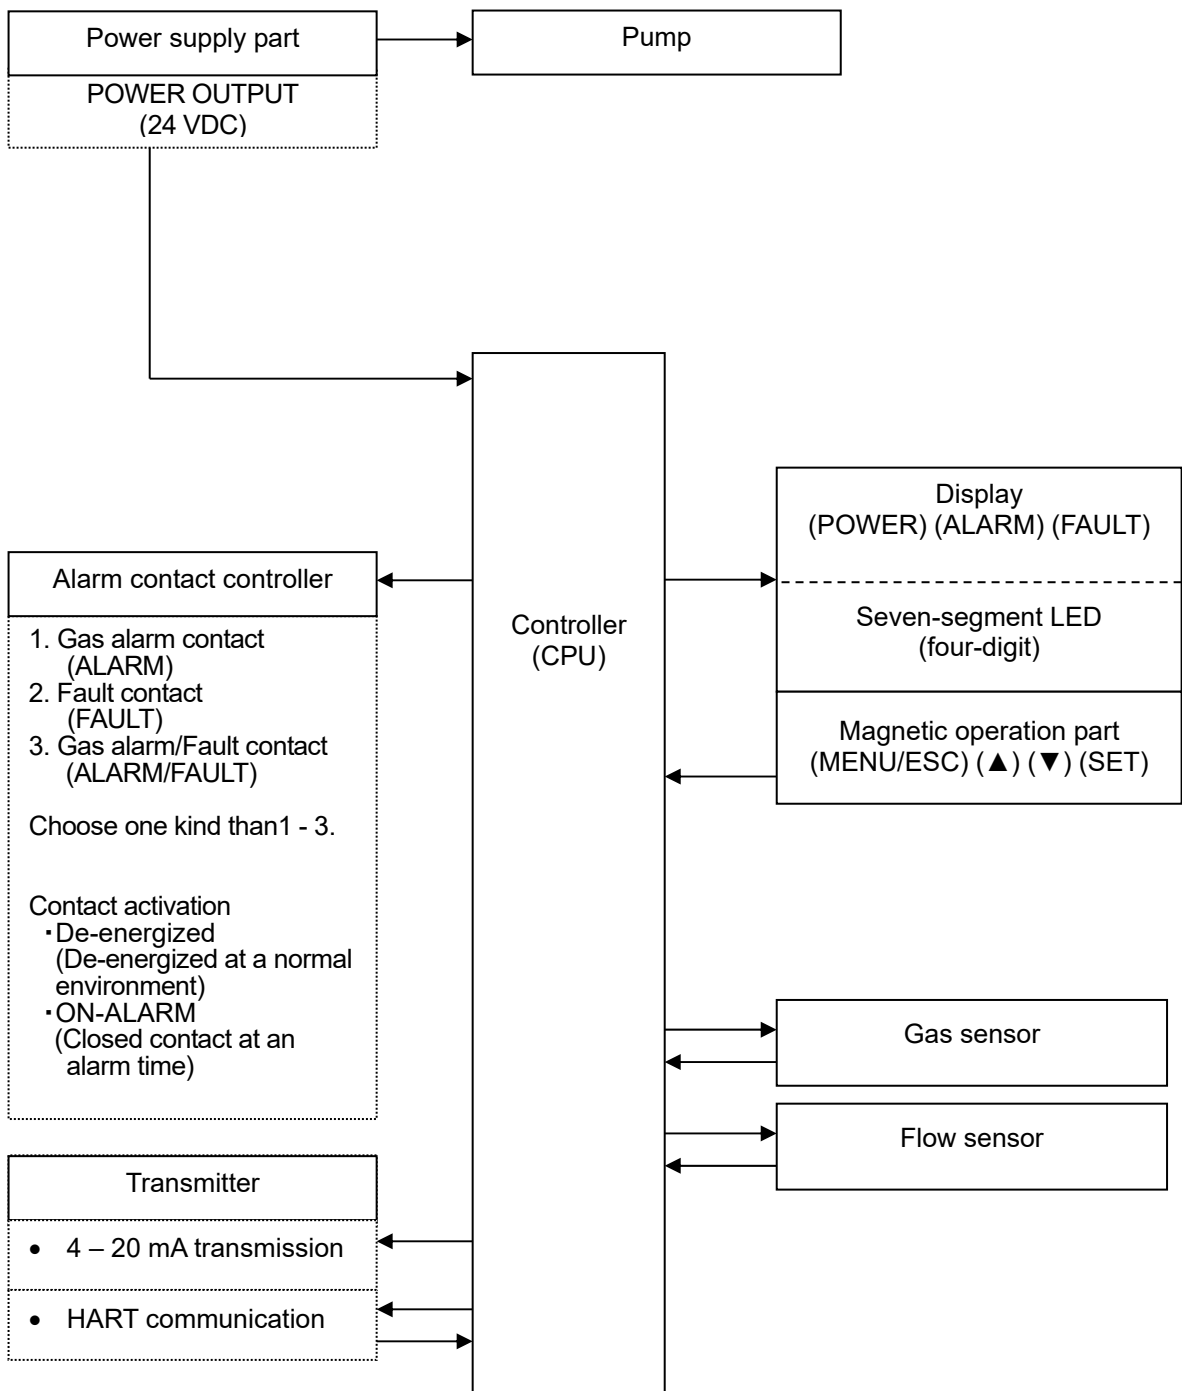 Power supply part
POWER OUTPUT
(24 VDC)
Pump
Controller
(CPU)
Display
(POWER) (ALARM) (FAULT)
Seven-segment LED
(four-digit)
Magnetic operation part
(MENU/ESC) (▲) (▼) (SET)
Alarm contact controller
1. Gas alarm contact
(ALARM)
2. Fault contact
(FAULT)
3. Gas alarm/Fault contact
(ALARM/FAULT)
Choose one kind than1 - 3.
Contact activation
・De-energized
(De-energized at a normal
environment)
・ON-ALARM
(Closed contact at an
alarm time)
Gas sensor
Flow sensor
Transmitter
• 4 – 20 mA transmission
• HART communication